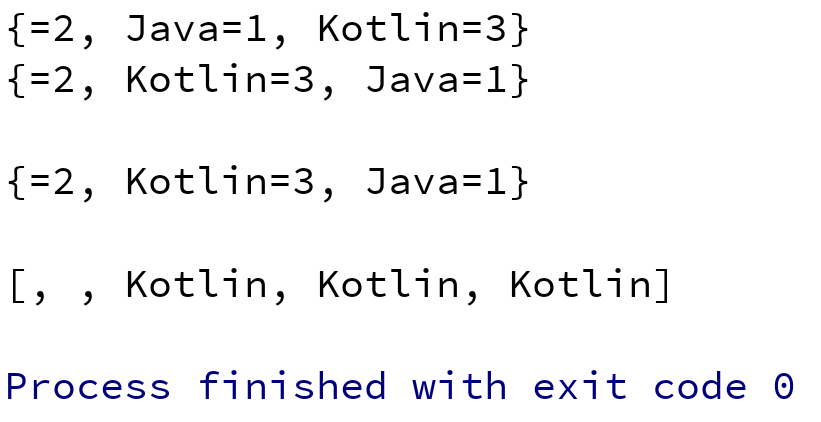 {=2, Java=1, Kotlin=3}
{=2, Kotlin=3, Java=1}
{=2, Kotlin=3, Java=1}
[, , Kotlin, Kotlin, Kotlin]
Process finished with exit code 0